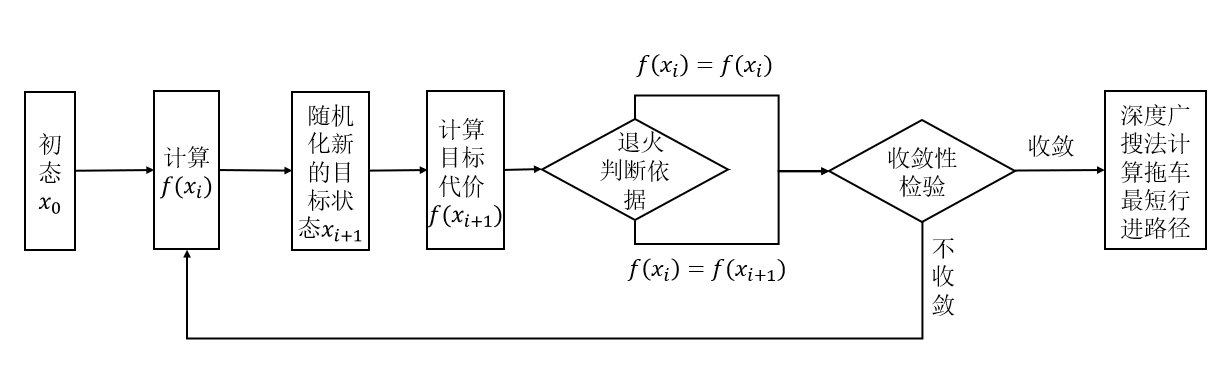 初
态
x₀
计算
f(xᵢ)
随机
化新
的目
标状
态xᵢ₊₁
计算
目标
代价
f(xᵢ₊₁)
f(xᵢ) = f(xᵢ)
退火
判断依
据
f(xᵢ) = f(xᵢ₊₁)
收敛性
检验
收敛
不
收
敛
深度广
搜法计
算拖车
最短行
进路径